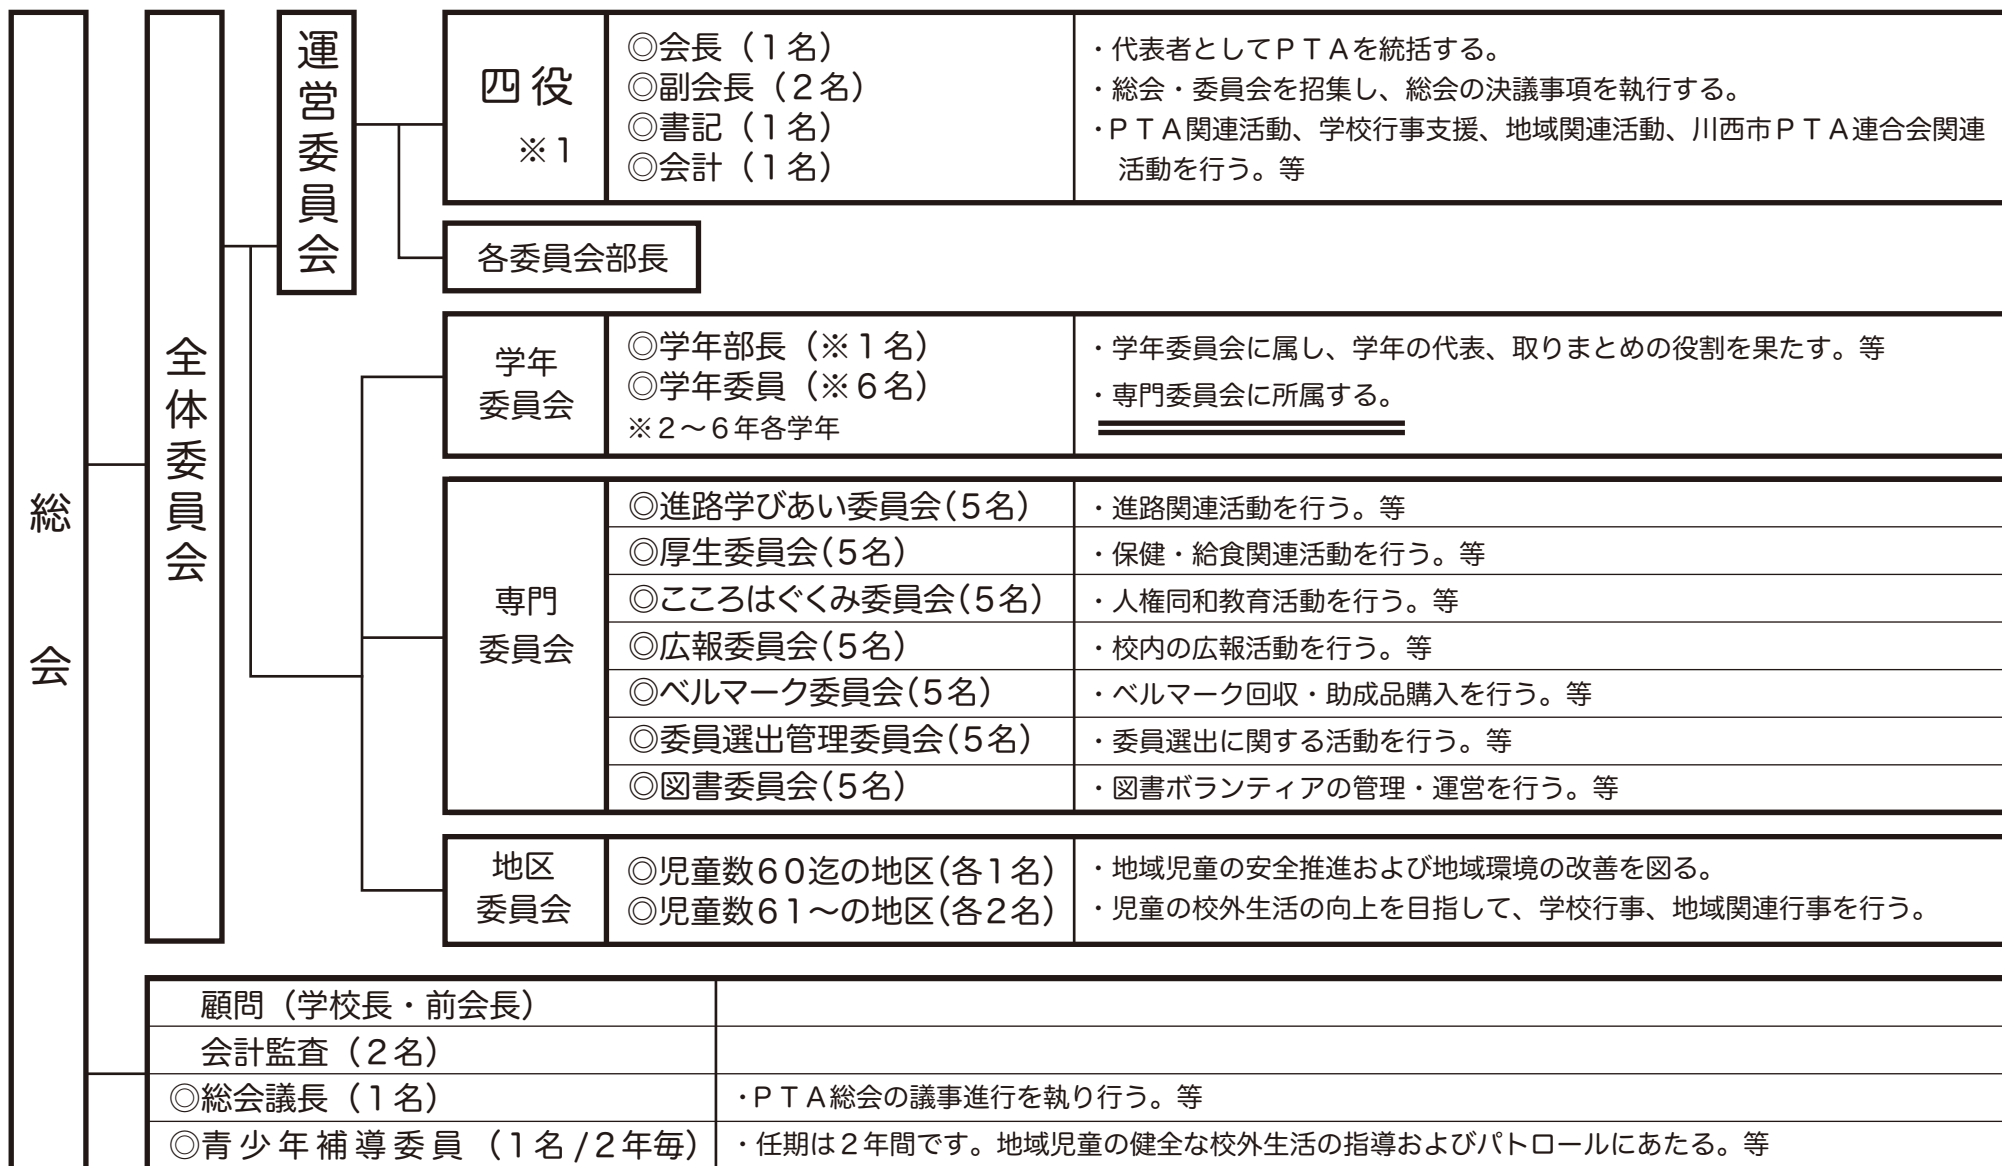 総会
全体委員会
運営委員会
四役
※1
◎会長（1名）
◎副会長（2名）
◎書記（1名）
◎会計（1名）
・代表者としてＰＴＡを統括する。
・総会・委員会を招集し、総会の決議事項を執行する。
・ＰＴＡ関連活動、学校行事支援、地域関連活動、川西市ＰＴＡ連合会関連
活動を行う。等
各委員会部長
学年
委員会
◎学年部長（※1名）
◎学年委員（※6名）
※2～6年各学年
・学年委員会に属し、学年の代表、取りまとめの役割を果たす。等
・専門委員会に所属する。
専門
委員会
◎進路学びあい委員会（5名）
・進路関連活動を行う。等
◎厚生委員会（5名）
・保健・給食関連活動を行う。等
◎こころはぐくみ委員会（5名）
・人権同和教育活動を行う。等
◎広報委員会（5名）
・校内の広報活動を行う。等
◎ベルマーク委員会（5名）
・ベルマーク回収・助成品購入を行う。等
◎委員選出管理委員会（5名）
・委員選出に関する活動を行う。等
◎図書委員会（5名）
・図書ボランティアの管理・運営を行う。等
地区
委員会
◎児童数60迄の地区（各1名）
◎児童数61～の地区（各2名）
・地域児童の安全推進および地域環境の改善を図る。
・児童の校外生活の向上を目指して、学校行事、地域関連行事を行う。
顧問（学校長・前会長）
会計監査（2名）
◎総会議長（1名）
・ＰＴＡ総会の議事進行を執り行う。等
◎青少年補導委員（1名/2年毎）
・任期は2年間です。地域児童の健全な校外生活の指導およびパトロールにあたる。等